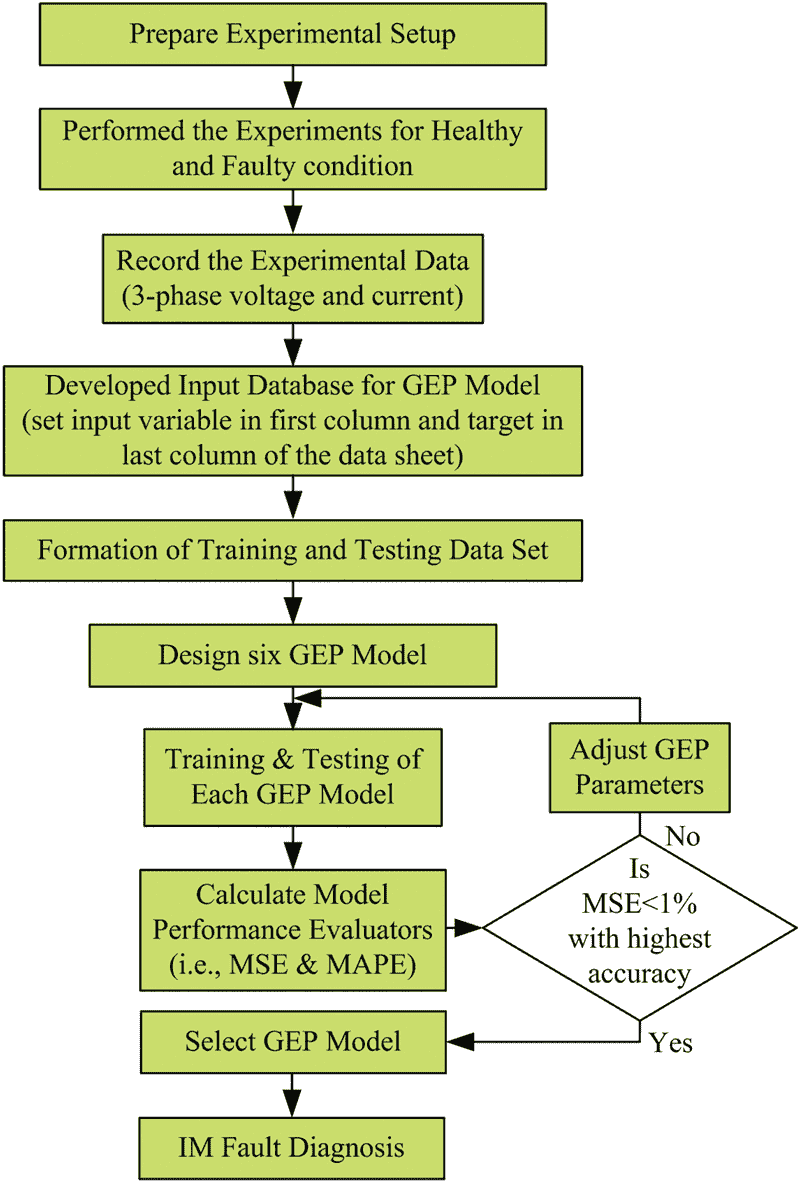 Prepare Experimental Setup
Performed the Experiments for Healthy
and Faulty condition
Record the Experimental Data
(3-phase voltage and current)
Developed Input Database for GEP Model
(set input variable in first column and target in
last column of the data sheet)
Formation of Training and Testing Data Set
Design six GEP Model
Training & Testing of
Each GEP Model
Adjust GEP
Parameters
No
Calculate Model
Performance Evaluators
(i.e., MSE & MAPE)
Is
MSE<1%
with highest
accuracy
Yes
Select GEP Model
IM Fault Diagnosis